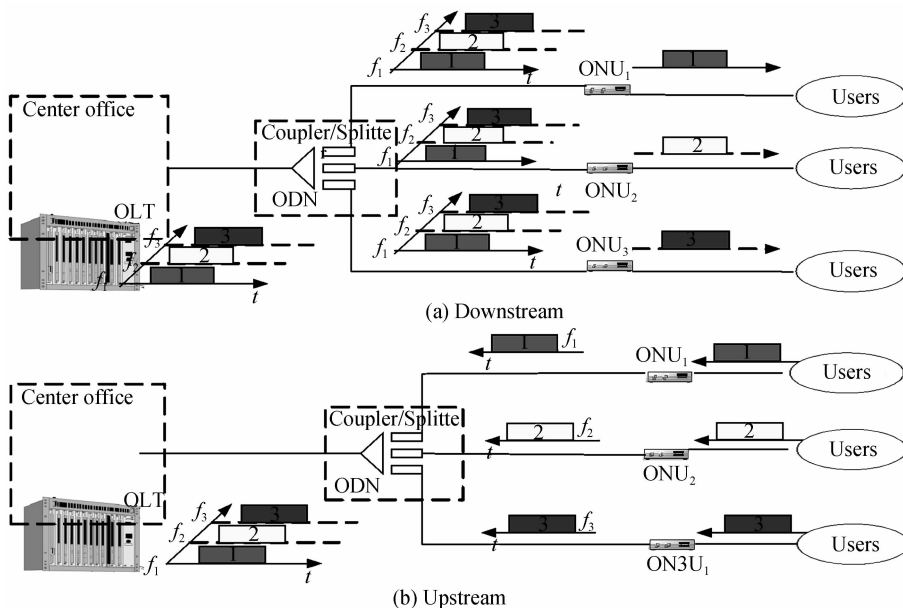 f₃ 3
f₂ 2
f₁ 1 t
ONU₁ 1 Users
Center office
Coupler/Splitte
f₃ 3
f₂ 2
f₁ 1 t
ODN
ONU₂ 2 Users
OLT
f₃ 3
f₂ 2
f₁ 1 t
f₃ 3
f₂ 2
f₁ 1 t
ONU₃ 3 Users
(a) Downstream
1 f₁ t
ONU₁ 1 Users
Center office
Coupler/Splitte
ODN
2 f₂ t
ONU₂ 2 Users
OLT
f₃ 3
f₂ 2
f₁ 1 t
3 f₃ t
ON3U₁ 3 Users
(b) Upstream